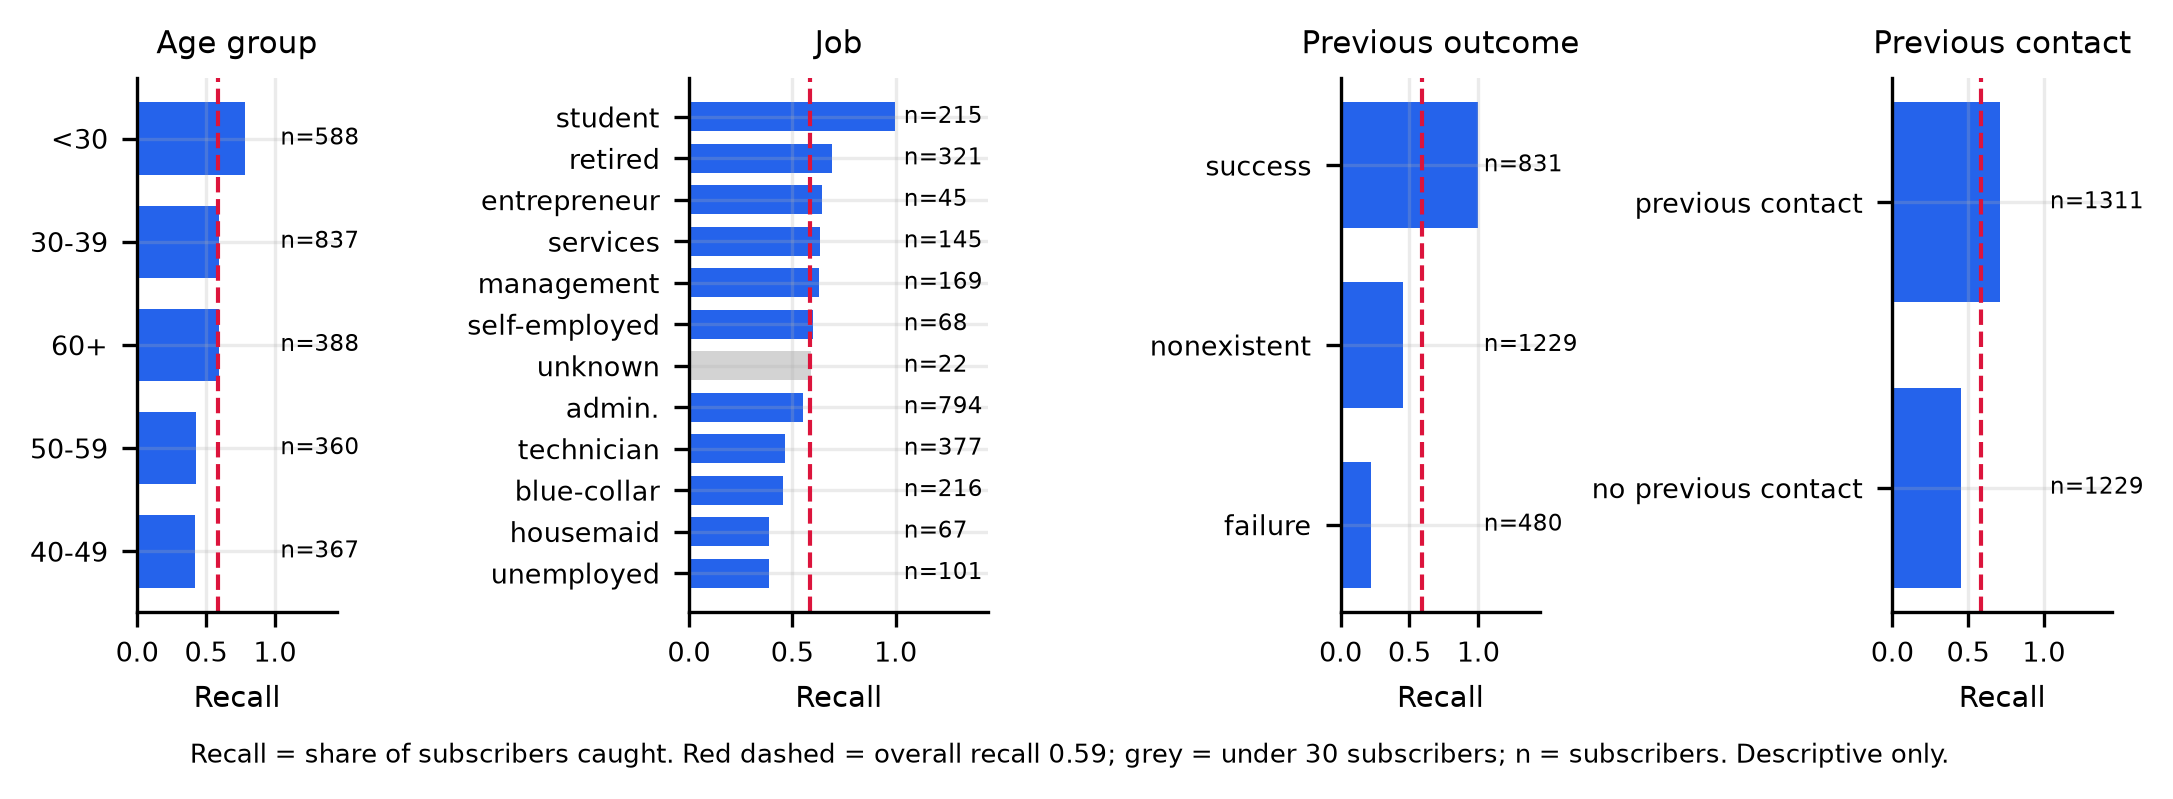 Age group
<30
30-39
60+
50-59
40-49
n=588
n=837
n=388
n=360
n=367
0.0 0.5 1.0
Recall
Job
student
retired
entrepreneur
services
management
self-employed
unknown
admin.
technician
blue-collar
housemaid
unemployed
n=215
n=321
n=45
n=145
n=169
n=68
n=22
n=794
n=377
n=216
n=67
n=101
0.0 0.5 1.0
Recall
Previous outcome
success
nonexistent
failure
n=831
n=1229
n=480
0.0 0.5 1.0
Recall
Previous contact
previous contact
no previous contact
n=1311
n=1229
0.0 0.5 1.0
Recall
Recall = share of subscribers caught. Red dashed = overall recall 0.59; grey = under 30 subscribers; n = subscribers. Descriptive only.